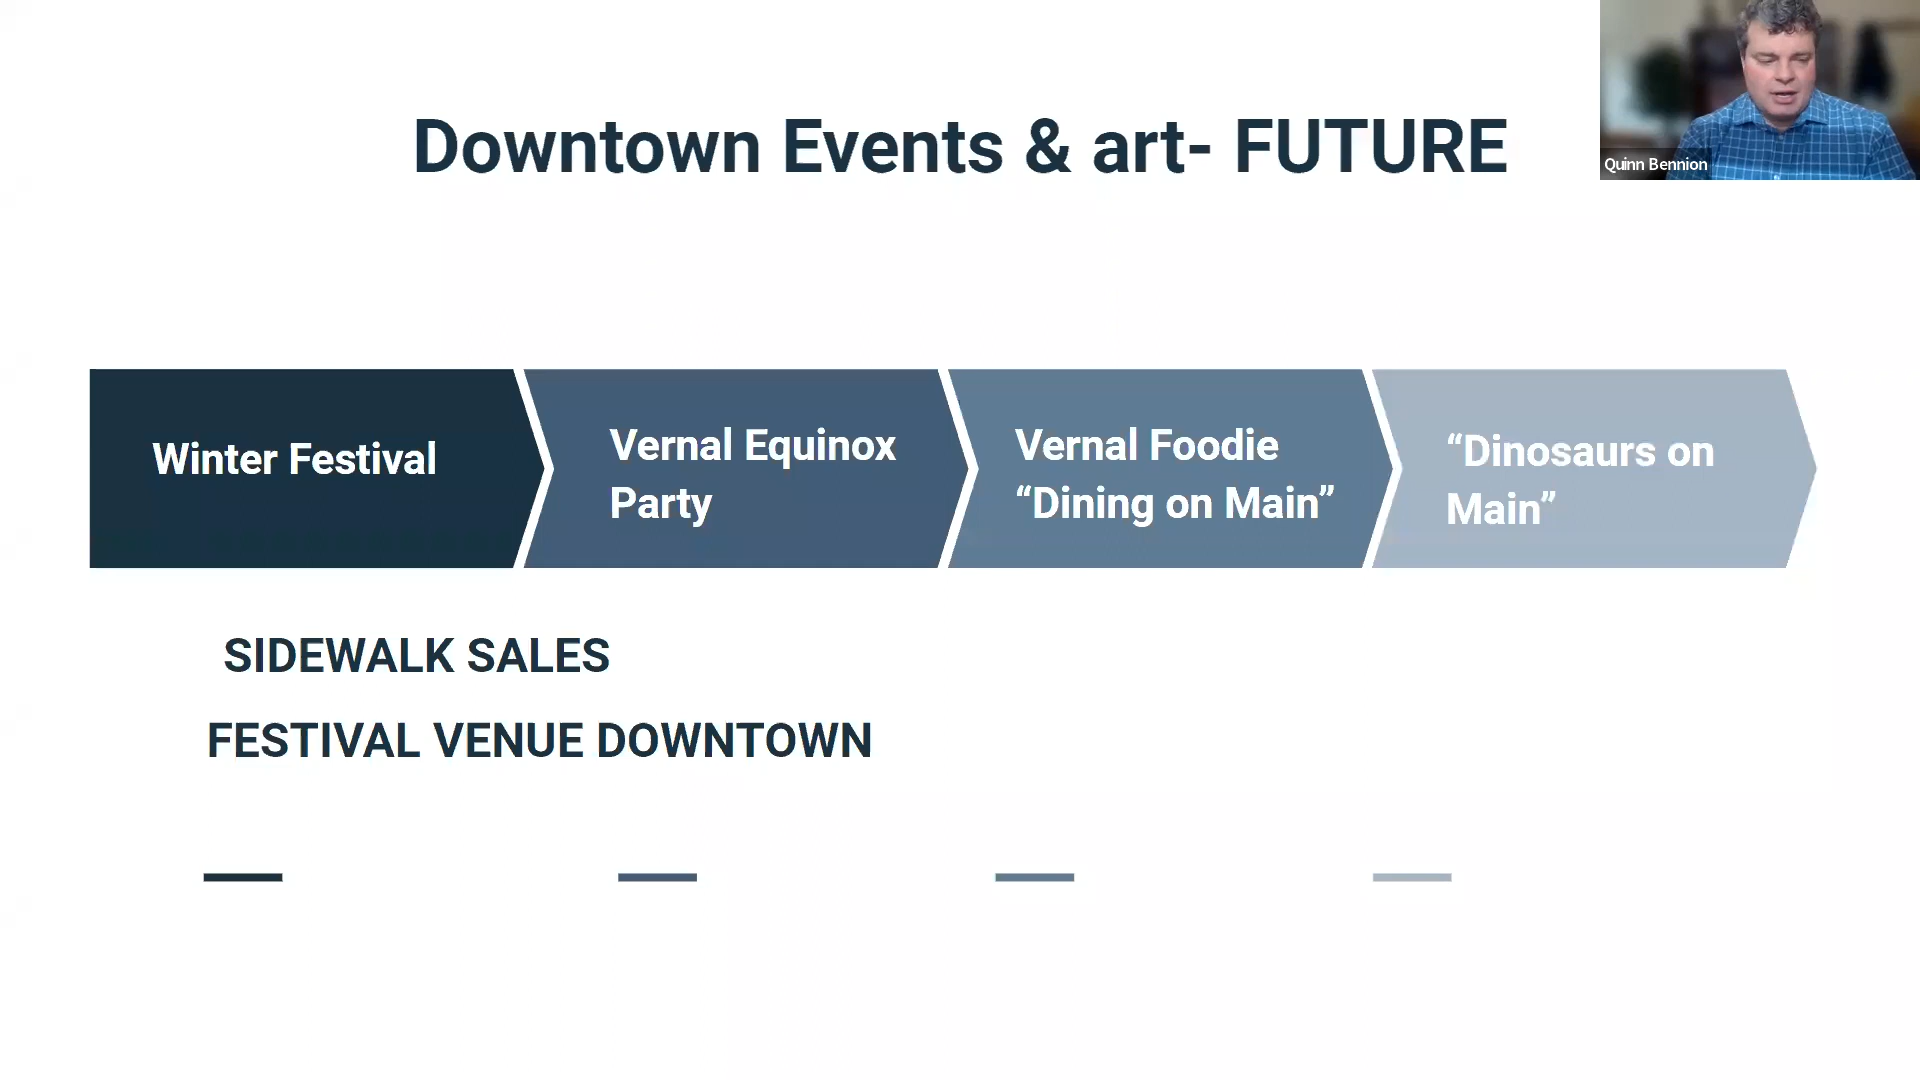 Downtown Events & art- FUTURE
Quinn Bennion
Winter Festival
Vernal Equinox
Party
Vernal Foodie
“Dining on Main”
“Dinosaurs on
Main”
SIDEWALK SALES
FESTIVAL VENUE DOWNTOWN